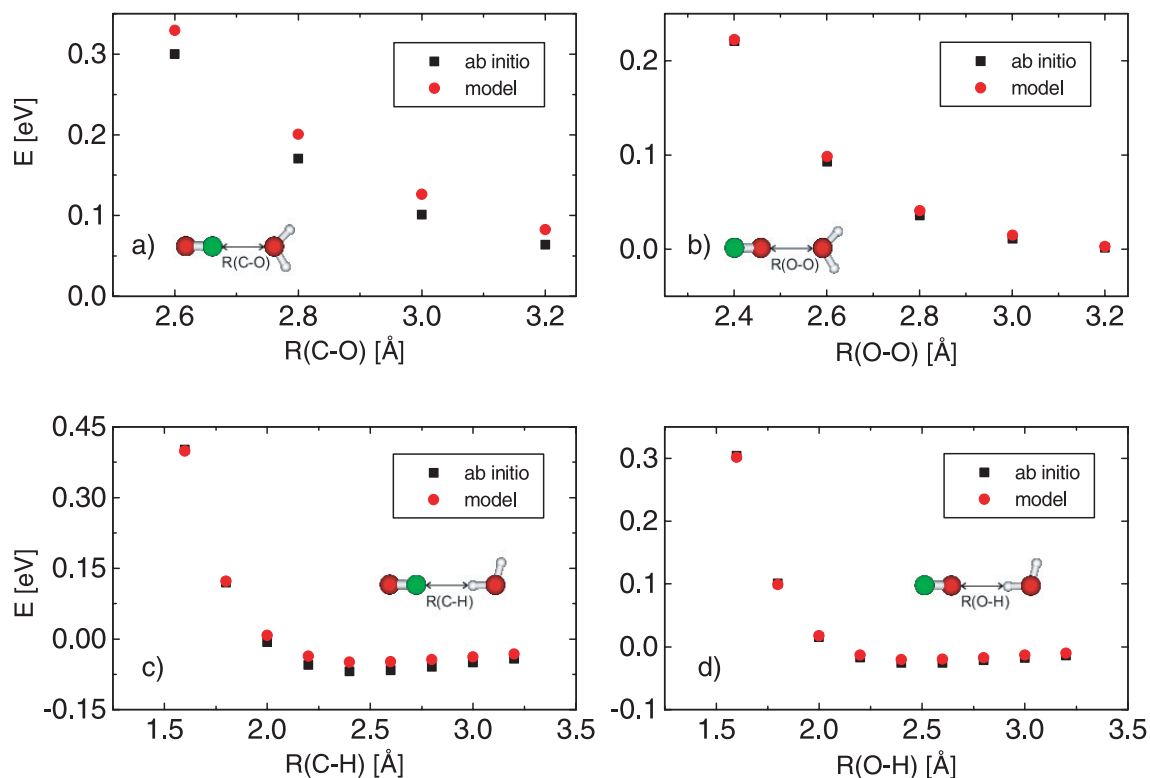 E [eV]
0.3
0.2
0.1
0.0
ab initio
model
a)
R(C-O)
2.6 2.8 3.0 3.2
R(C-O) [Å]
0.2
0.1
0.0
ab initio
model
b)
R(O-O)
2.4 2.6 2.8 3.0 3.2
R(O-O) [Å]
E [eV]
0.45
0.30
0.15
0.00
-0.15
ab initio
model
R(C-H)
c)
1.5 2.0 2.5 3.0 3.5
R(C-H) [Å]
0.3
0.2
0.1
0.0
-0.1
ab initio
model
R(O-H)
d)
1.5 2.0 2.5 3.0 3.5
R(O-H) [Å]